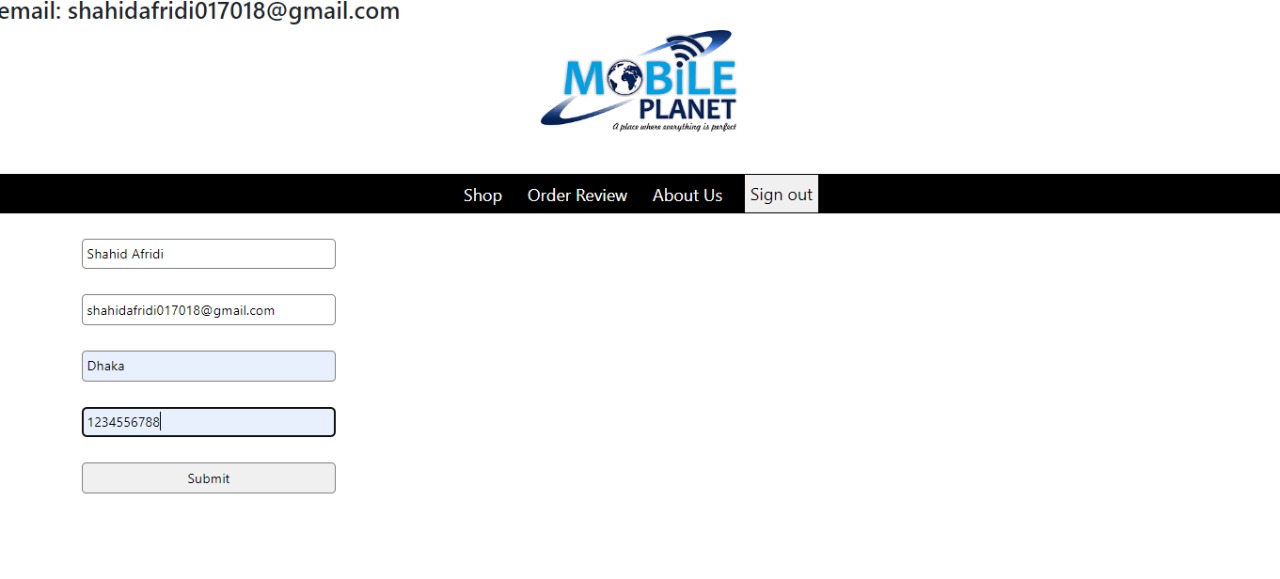 email: shahidafridi017018@gmail.com
MOBiLE
PLANET
A place where everything is perfect
Shop Order Review About Us Sign out
Shahid Afridi
shahidafridi017018@gmail.com
Dhaka
1234556788
Submit